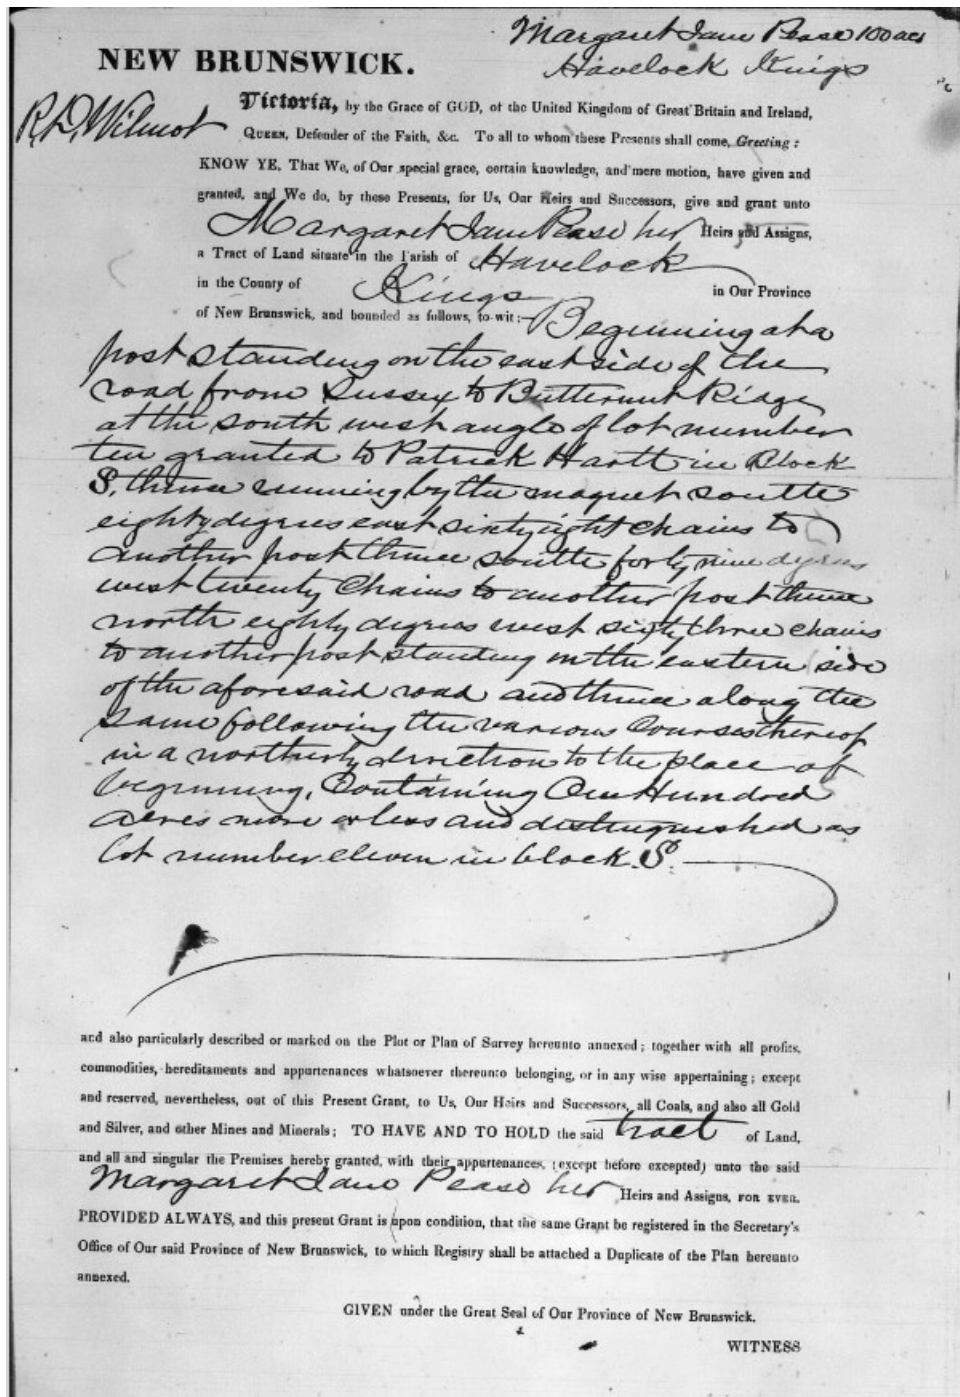 Margaret Jane Pease 100 acs
Havelock Kings
NEW BRUNSWICK.
R.D. Wilmot
Victoria, by the Grace of GOD, of the United Kingdom of Great Britain and Ireland,
QUEEN, Defender of the Faith, &c. To all to whom these Presents shall come, Greeting:
KNOW YE, That We, of Our special grace, certain knowledge, and mere motion, have given and
granted, and We do, by these Presents, for Us, Our Heirs and Successors, give and grant unto
Margaret Jane Pease her Heirs and Assigns,
a Tract of Land situate in the Parish of Havelock
in the County of Kings in Our Province
of New Brunswick, and bounded as follows, to-wit:— Beginning at a
post standing on the east side of the
road from Sussex to Butternut Ridge
at the south west angle of lot number
ten granted to Patrick Hartt in Block
S. thence running by the magnet south
eighty degrees east sixty eight chains to
another post thence south forty nine degrees
west twenty chains to another post thence
north eighty degrees west sixty three chains
to another post standing on the eastern side
of the aforesaid road and thence along the
same following the various courses thereof
in a northerly direction to the place of
beginning. Containing One Hundred
acres more or less and distinguished as
lot number eleven in block S.
and also particularly described or marked on the Plot or Plan of Survey hereunto annexed; together with all profits,
commodities, hereditaments and appurtenances whatsoever thereunto belonging, or in any wise appertaining; except
and reserved, nevertheless, out of this Present Grant, to Us, Our Heirs and Successors, all Coals, and also all Gold
and Silver, and other Mines and Minerals; TO HAVE AND TO HOLD the said tract of Land,
and all and singular the Premises hereby granted, with their appurtenances, (except before excepted) unto the said
Margaret Jane Pease her Heirs and Assigns, FOR EVER.
PROVIDED ALWAYS, and this present Grant is upon condition, that the same Grant be registered in the Secretary's
Office of Our said Province of New Brunswick, to which Registry shall be attached a Duplicate of the Plan hereunto
annexed.
GIVEN under the Great Seal of Our Province of New Brunswick.
WITNESS